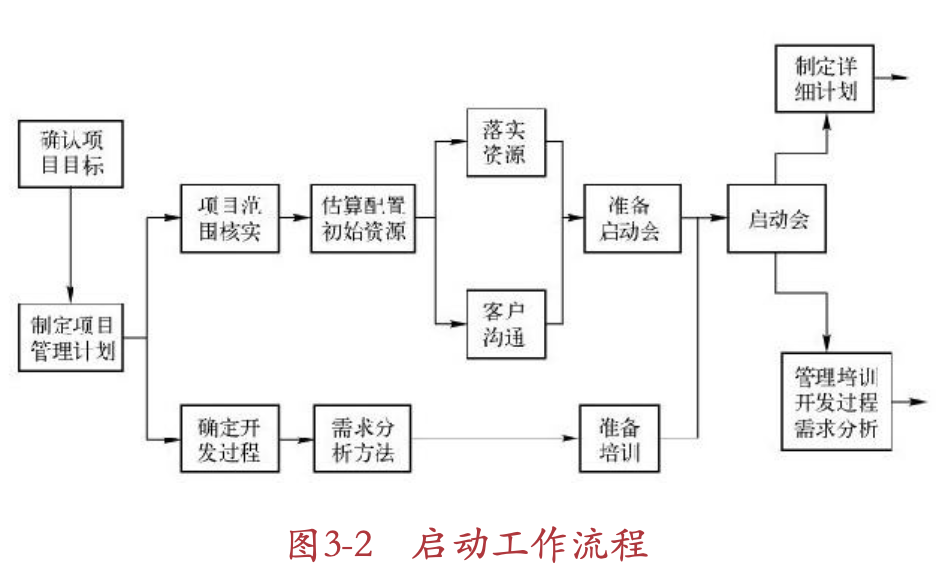 制定详
细计划
确认项
目目标
落实
资源
项目范
围核实
估算配置
初始资源
准备
启动会
启动会
制定项目
管理计划
客户
沟通
管理培训
开发过程
需求分析
确定开
发过程
需求分
析方法
准备
培训
图3-2 启动工作流程